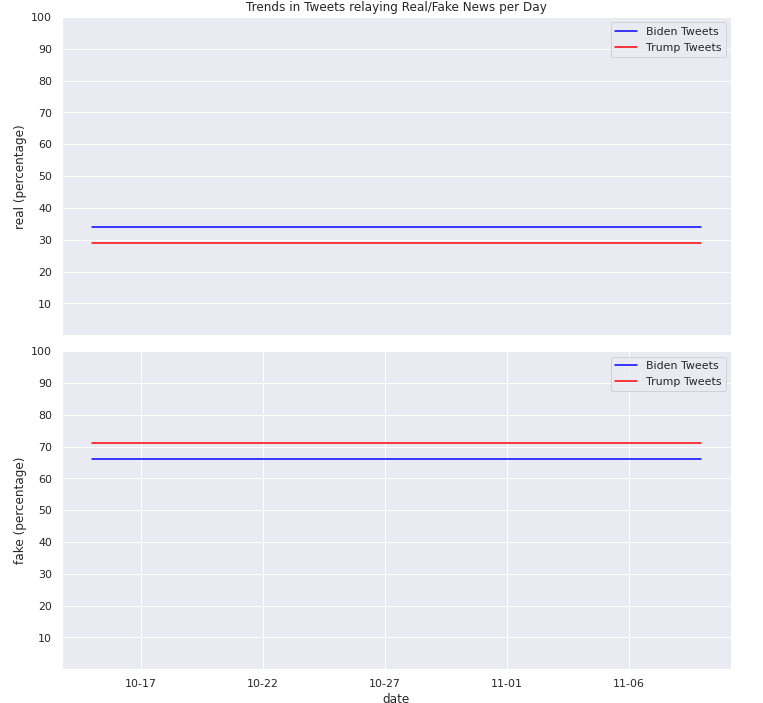 Trends in Tweets relaying Real/Fake News per Day
100
90
80
70
60
50
40
30
20
10
real (percentage)
Biden Tweets
Trump Tweets
100
90
80
70
60
50
40
30
20
10
fake (percentage)
Biden Tweets
Trump Tweets
10-17 10-22 10-27 11-01 11-06
date